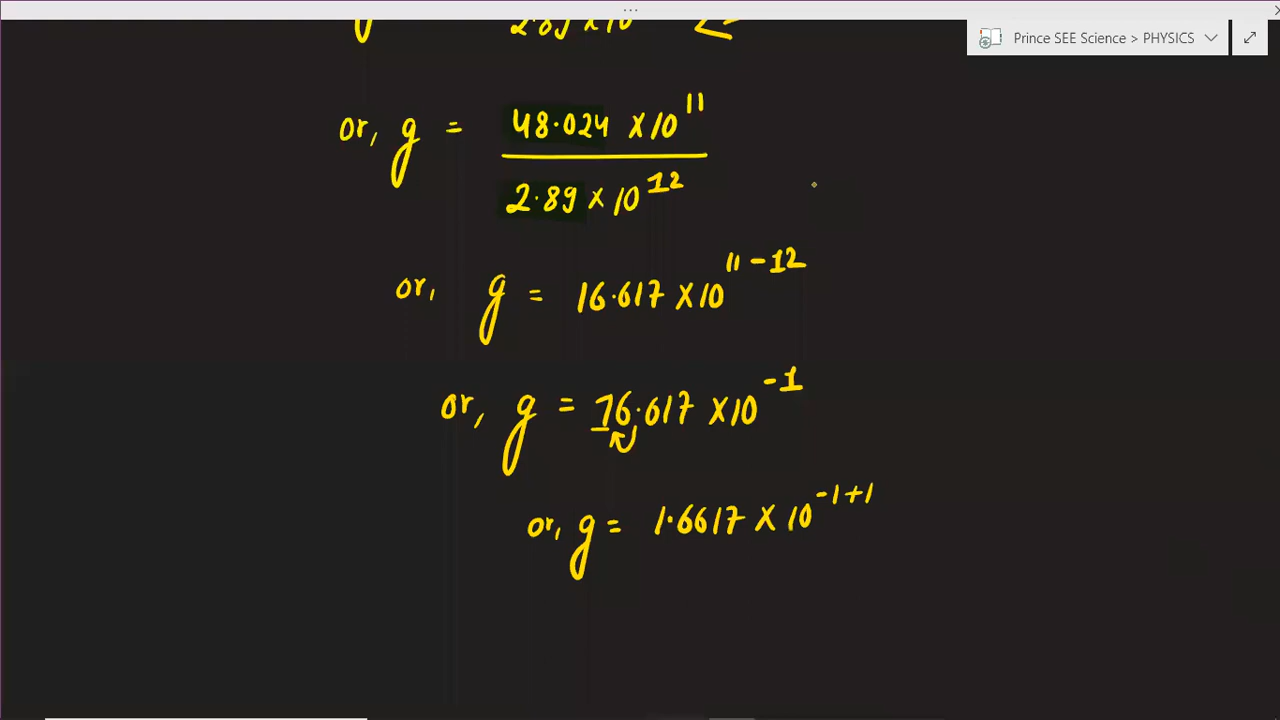 Prince SEE Science > PHYSICS
or, g = 48.024 × 10^11 / 2.89 × 10^12
or, g = 16.617 × 10^11-12
or, g = 16.617 × 10^-1
or, g = 1.6617 × 10^-1+1